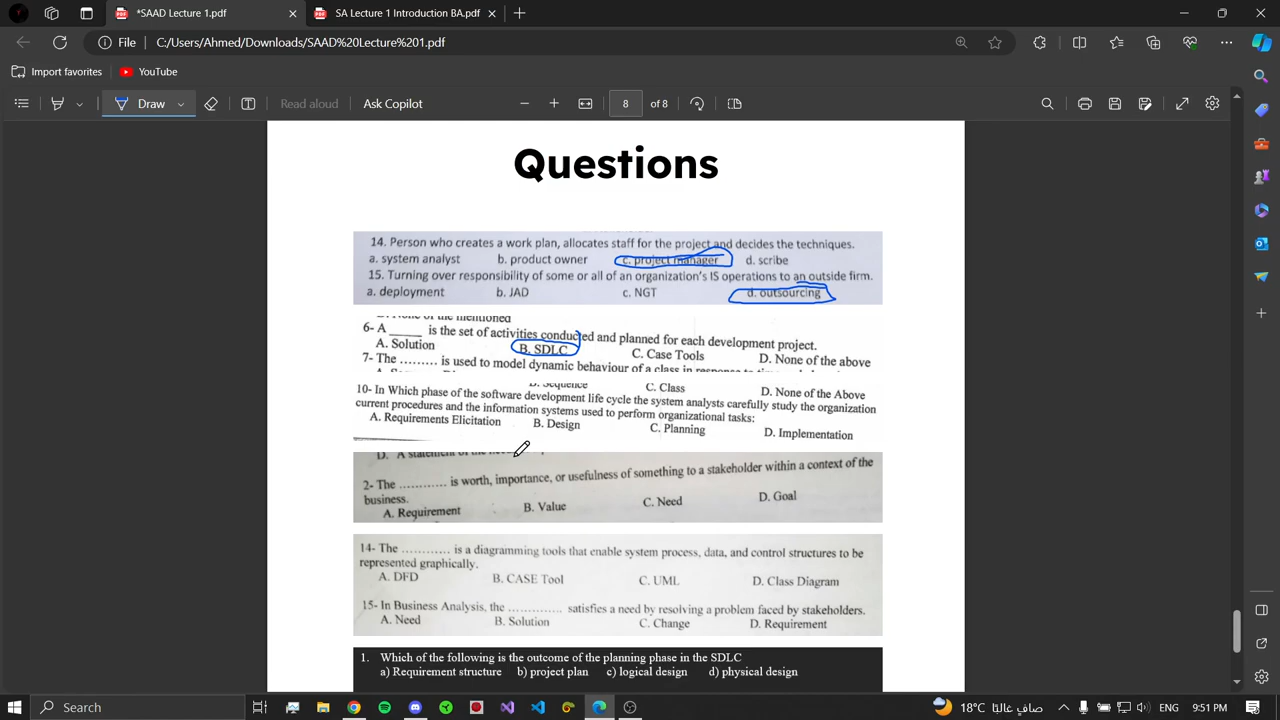 *SAAD Lecture 1.pdf
SA Lecture 1 Introduction BA.pdf
File C:/Users/Ahmed/Downloads/SAAD%20Lecture%201.pdf
Import favorites YouTube
Draw Read aloud Ask Copilot 8 of 8
Questions
14. Person who creates a work plan, allocates staff for the project and decides the techniques.
a. system analyst b. product owner c. project manager d. scribe
15. Turning over responsibility of some or all of an organization's IS operations to an outside firm.
a. deployment b. JAD c. NGT d. outsourcing
6- A _____ is the set of activities conducted and planned for each development project.
A. Solution B. SDLC C. Case Tools D. None of the above
7- The ......... is used to model dynamic behaviour of a class in response to
B. Sequence C. Class D. None of the Above
10- In Which phase of the software development life cycle the system analysts carefully study the organization
current procedures and the information systems used to perform organizational tasks:
A. Requirements Elicitation B. Design C. Planning D. Implementation
D. A statement of the
2- The ............ is worth, importance, or usefulness of something to a stakeholder within a context of the
business.
A. Requirement B. Value C. Need D. Goal
14- The ............ is a diagramming tools that enable system process, data, and control structures to be
represented graphically.
A. DFD B. CASE Tool C. UML D. Class Diagram
15- In Business Analysis, the ............. satisfies a need by resolving a problem faced by stakeholders.
A. Need B. Solution C. Change D. Requirement
1. Which of the following is the outcome of the planning phase in the SDLC
a) Requirement structure b) project plan c) logical design d) physical design
Search 18°C صافي غالبا ENG 9:51 PM